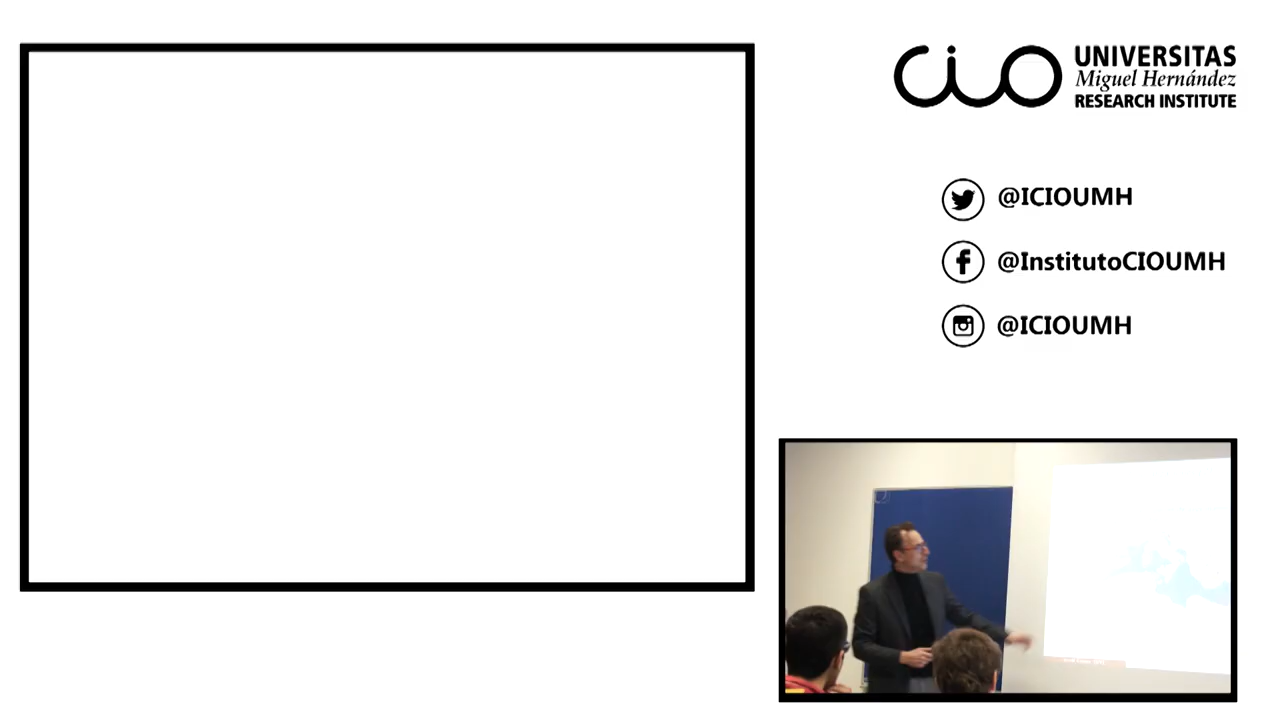 cio
UNIVERSITAS
Miguel Hernández
RESEARCH INSTITUTE
@ICIOUMH
@InstitutoCIOUMH
@ICIOUMH